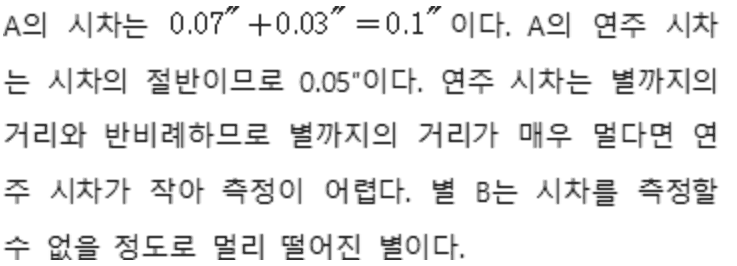 A의 시차는 0.07″+0.03″=0.1″이다. A의 연주 시차
는 시차의 절반이므로 0.05"이다. 연주 시차는 별까지의
거리와 반비례하므로 별까지의 거리가 매우 멀다면 연
주 시차가 작아 측정이 어렵다. 별 B는 시차를 측정할
수 없을 정도로 멀리 떨어진 별이다.